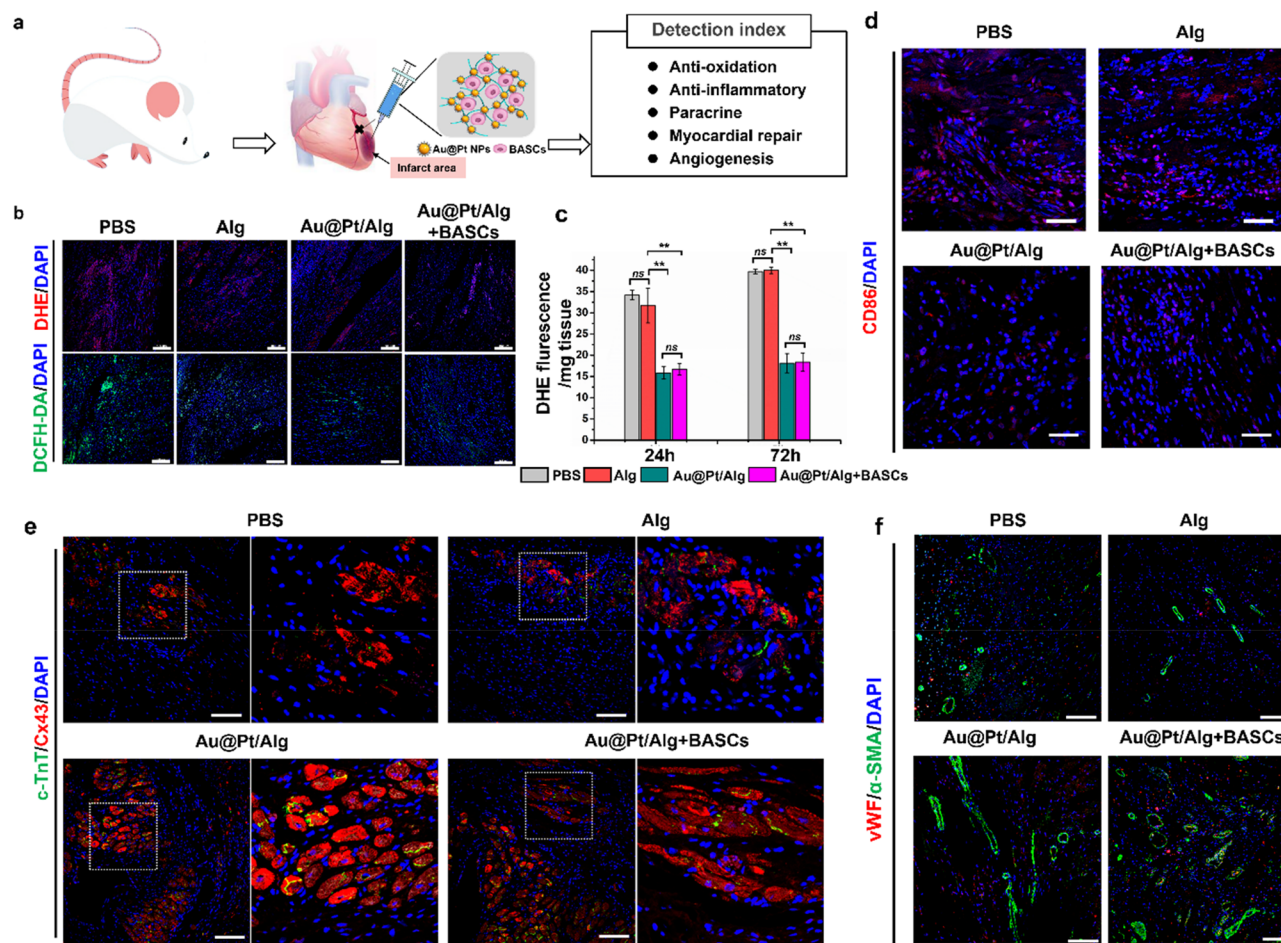 a
Detection index
● Anti-oxidation
● Anti-inflammatory
● Paracrine
● Myocardial repair
● Angiogenesis
Au@Pt NPs
BASCs
Infarct area
b
PBS
Alg
Au@Pt/Alg
Au@Pt/Alg
+BASCs
DHE/DAPI
DCFH-DA/DAPI
c
DHE flurescence
/mg tissue
40
35
30
25
20
15
10
5
0
ns
**
**
ns
ns
**
**
ns
24h
72h
PBS
Alg
Au@Pt/Alg
Au@Pt/Alg+BASCs
d
PBS
Alg
Au@Pt/Alg
Au@Pt/Alg+BASCs
CD86/DAPI
e
PBS
Alg
Au@Pt/Alg
Au@Pt/Alg+BASCs
c-TnT/Cx43/DAPI
f
PBS
Alg
Au@Pt/Alg
Au@Pt/Alg+BASCs
vWF/α-SMA/DAPI